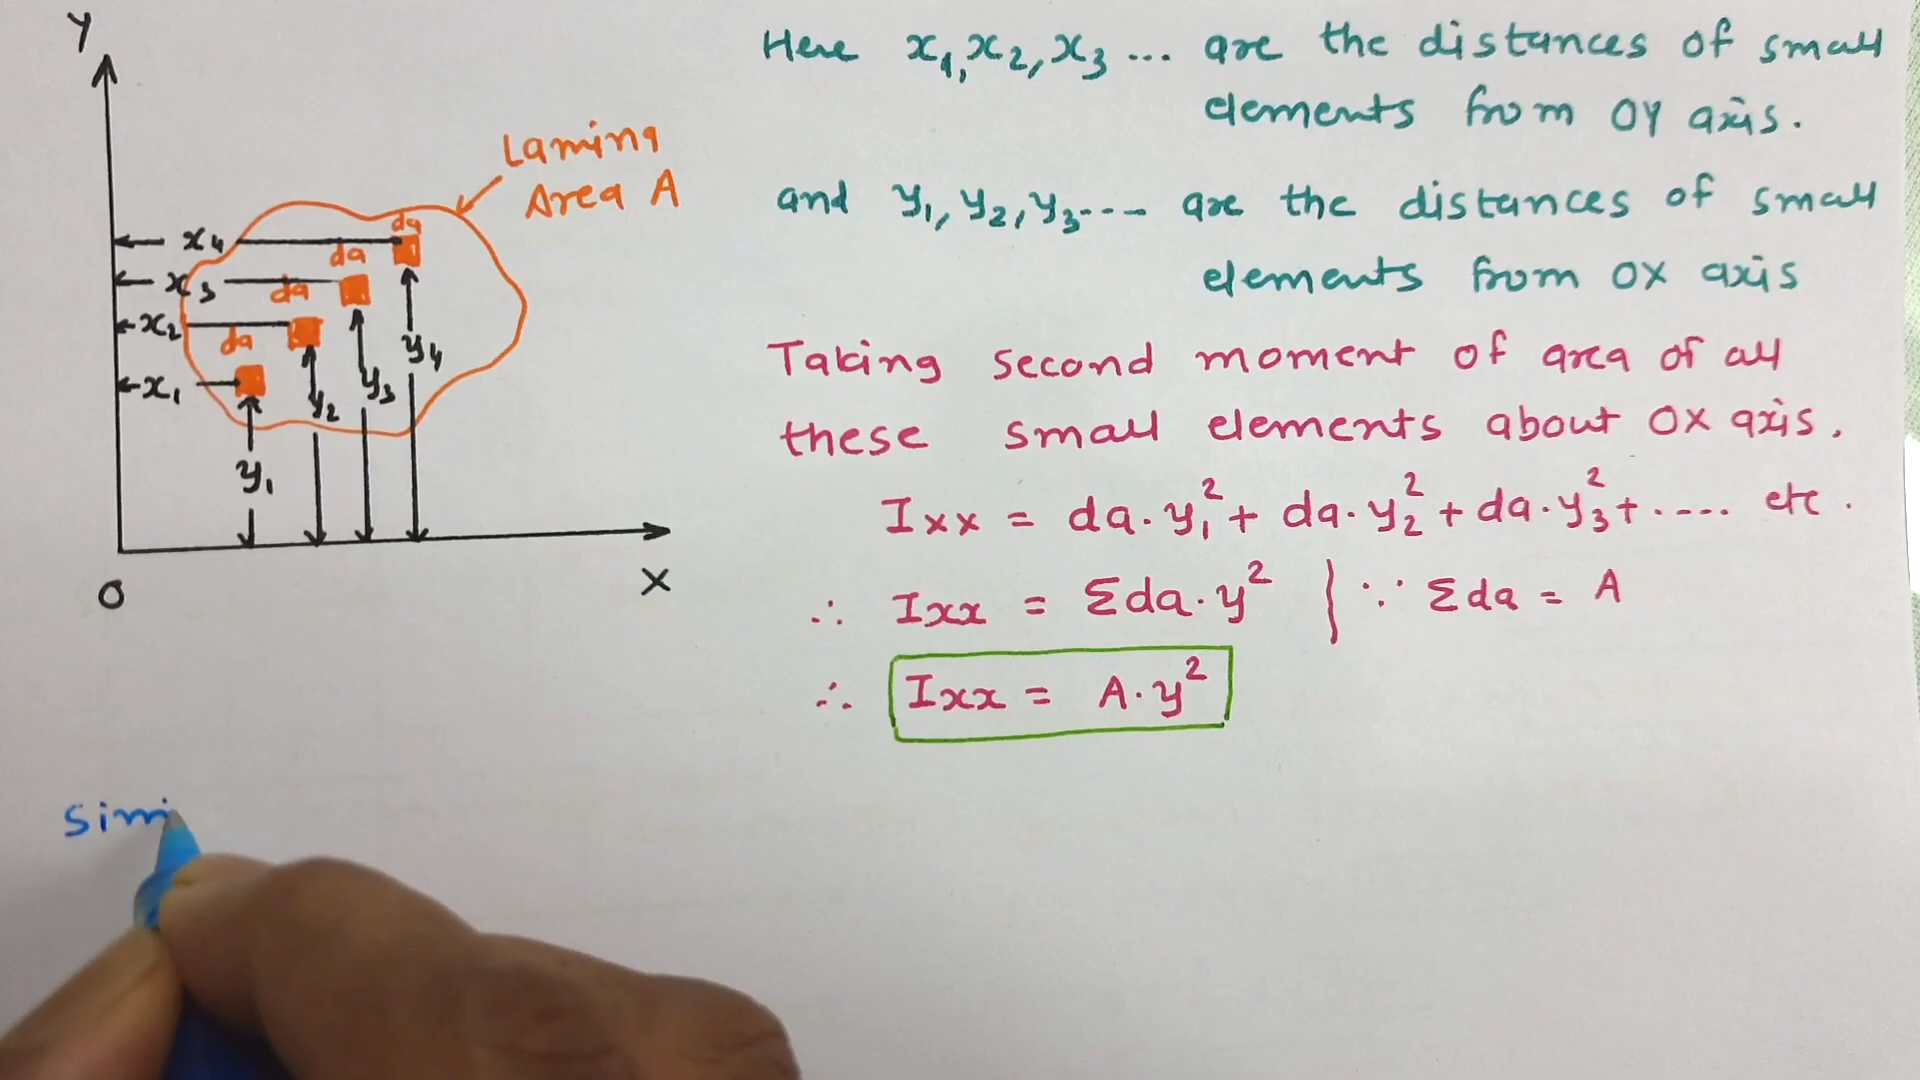 Y
Lamina
Area A
da
x4
da
x3
da
x2
da
y4
x1
y3
y2
y1
O
X
Here x1, x2, x3 ... are the distances of small
elements from OY axis.
and y1, y2, y3---- are the distances of small
elements from OX axis
Taking second moment of area of all
these small elements about OX axis.
Ixx = da·y₁² + da·y₂² + da·y₃² + ..... etc.
∴ Ixx = Σda·y² | ∵ Σda = A
∴ Ixx = A·y²
Simi